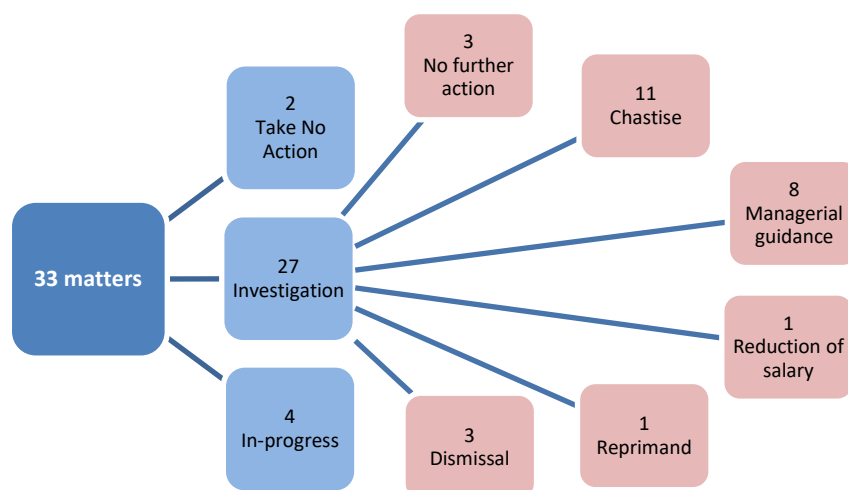 33 matters
2
Take No
Action
27
Investigation
4
In-progress
3
No further
action
11
Chastise
8
Managerial
guidance
1
Reduction of
salary
1
Reprimand
3
Dismissal